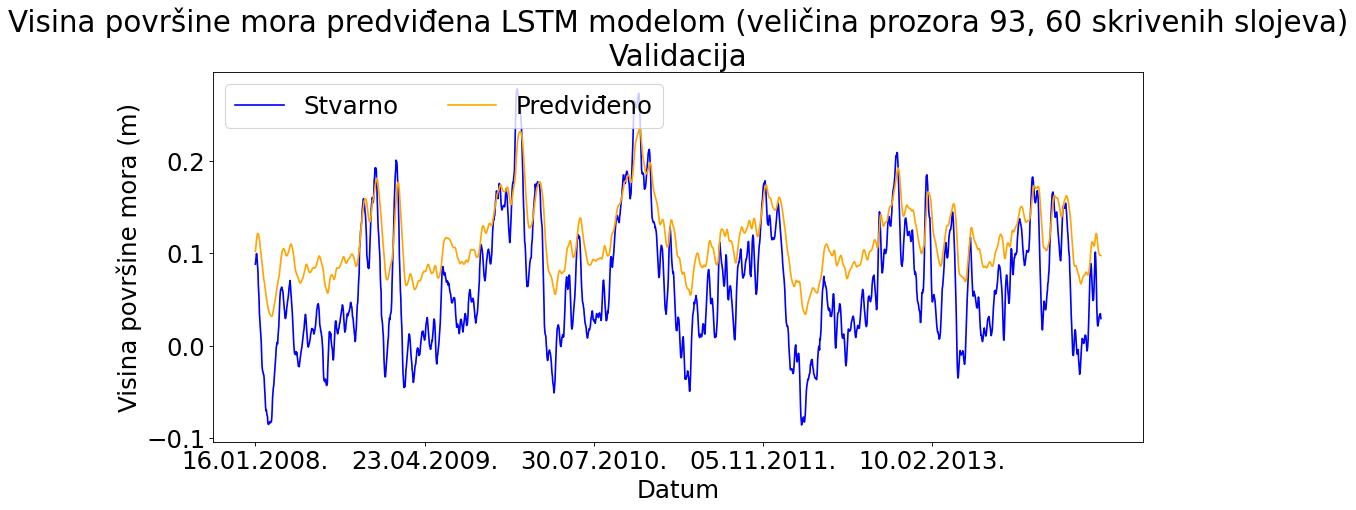 Visina površine mora predviđena LSTM modelom (veličina prozora 93, 60 skrivenih slojeva)
Validacija
Stvarno
Predviđeno
Visina površine mora (m)
0.2
0.1
0.0
−0.1
16.01.2008.
23.04.2009.
30.07.2010.
05.11.2011.
10.02.2013.
Datum